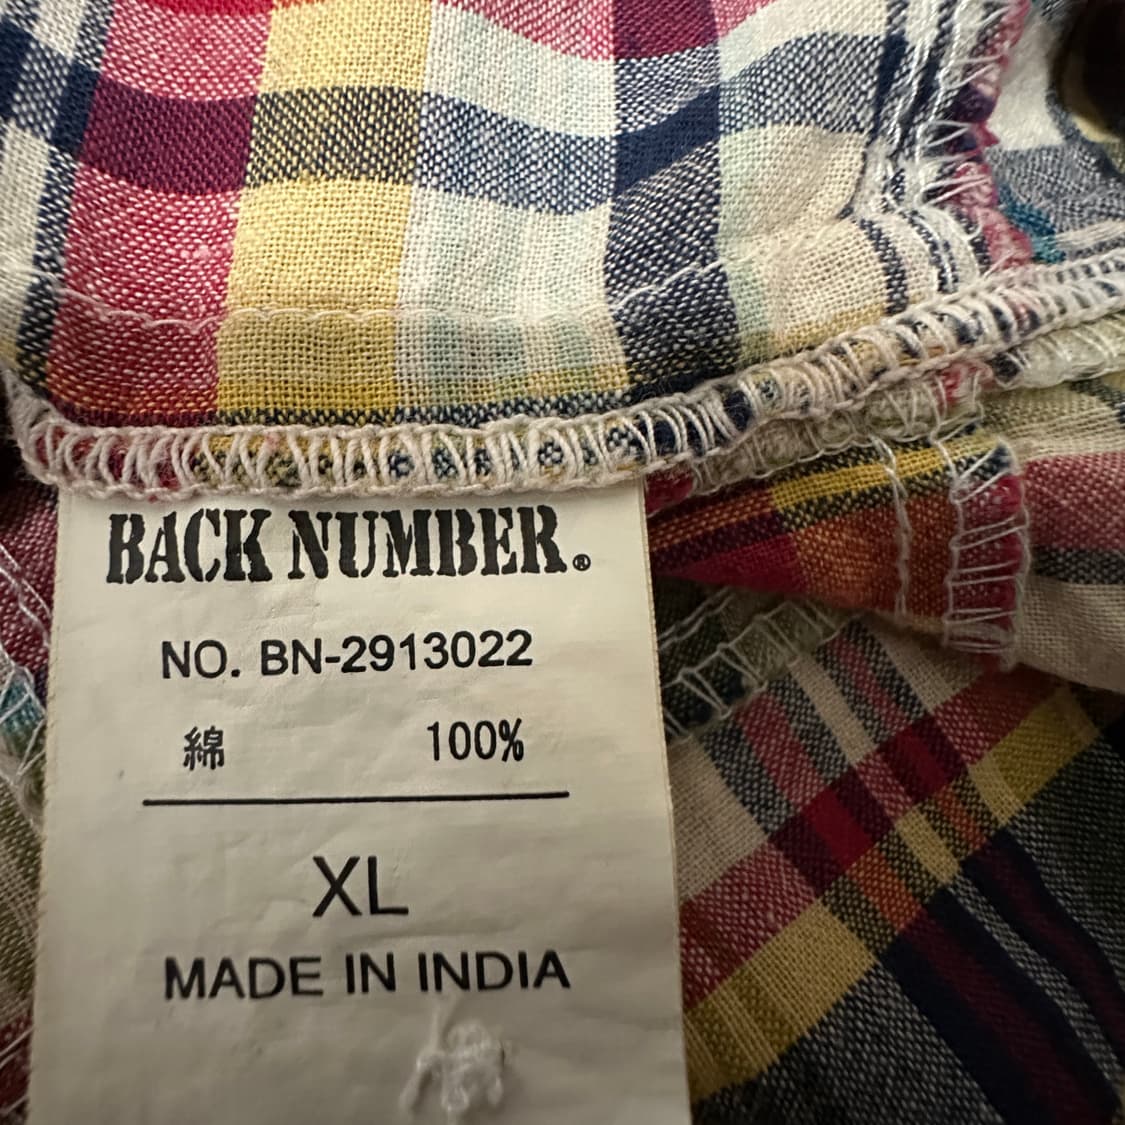 BACK NUMBER.®
NO. BN-2913022
綿 100%
XL
MADE IN INDIA